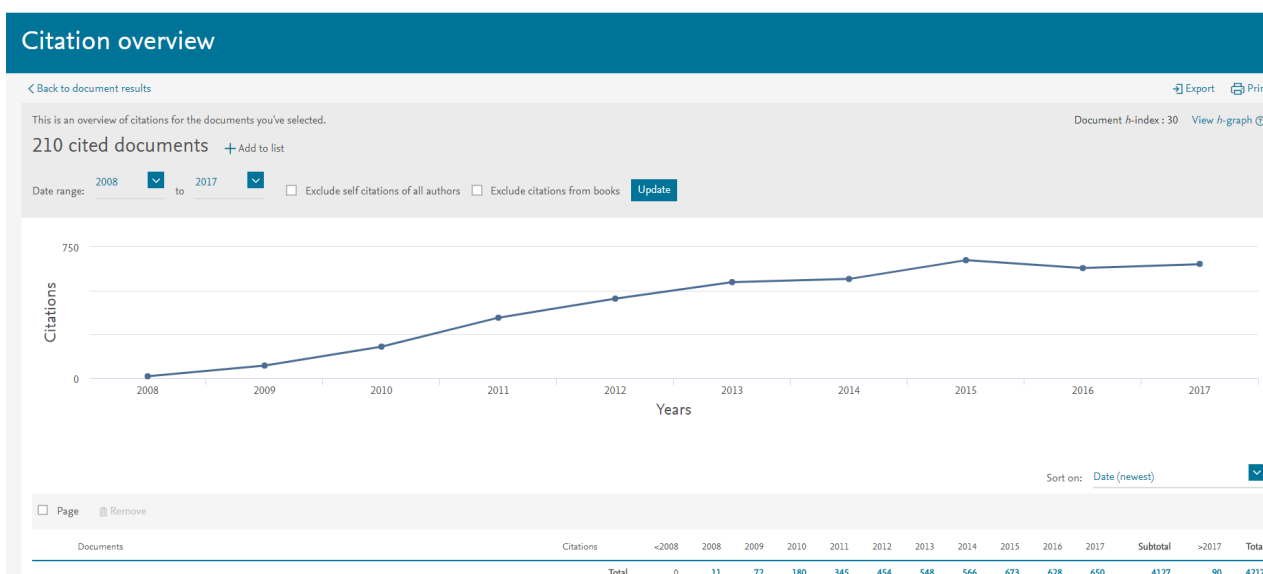 Citation overview
Back to document results Export Prin
This is an overview of citations for the documents you've selected. Document h-index : 30 View h-graph
210 cited documents + Add to list
Date range: 2008 to 2017 Exclude self citations of all authors Exclude citations from books Update
750
Citations
0
2008 2009 2010 2011 2012 2013 2014 2015 2016 2017
Years
Sort on: Date (newest)
Page Remove
Documents Citations <2008 2008 2009 2010 2011 2012 2013 2014 2015 2016 2017 Subtotal >2017 Total
Total 0 11 72 180 345 454 548 566 673 628 650 4127 90 4217